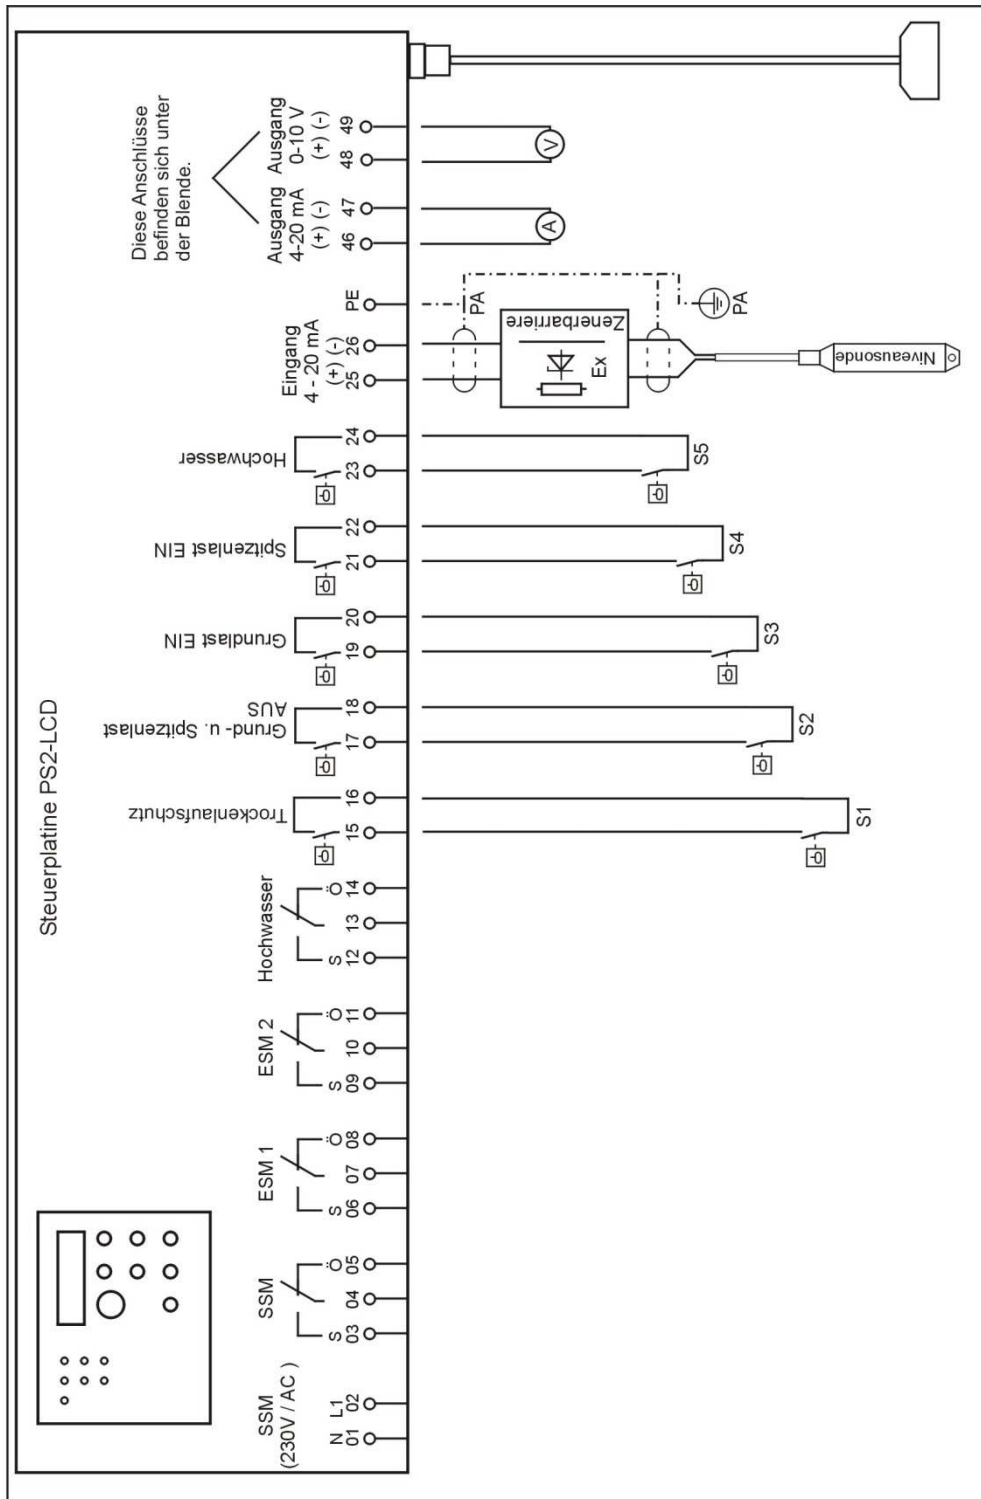 Steuerplatine PS2-LCD
SSM
(230V / AC )
N L1
01 02
SSM
S Ö
03 04 05
ESM 1
S Ö
06 07 08
ESM 2
S Ö
09 10 11
Hochwasser
S Ö
12 13 14
Trockenlaufschutz
15 16
S1
Grund- u. Spitzenlast
AUS
17 18
S2
Grundlast EIN
19 20
S3
Spitzenlast EIN
21 22
S4
Hochwasser
23 24
S5
Eingang
4 - 20 mA
(+) (-)
25 26
PE
PA
Zenerbarriere
Ex
PA
Niveausonde
Diese Anschlüsse
befinden sich unter
der Blende.
Ausgang
4-20 mA
(+) (-)
46 47
A
Ausgang
0-10 V
(+) (-)
48 49
V